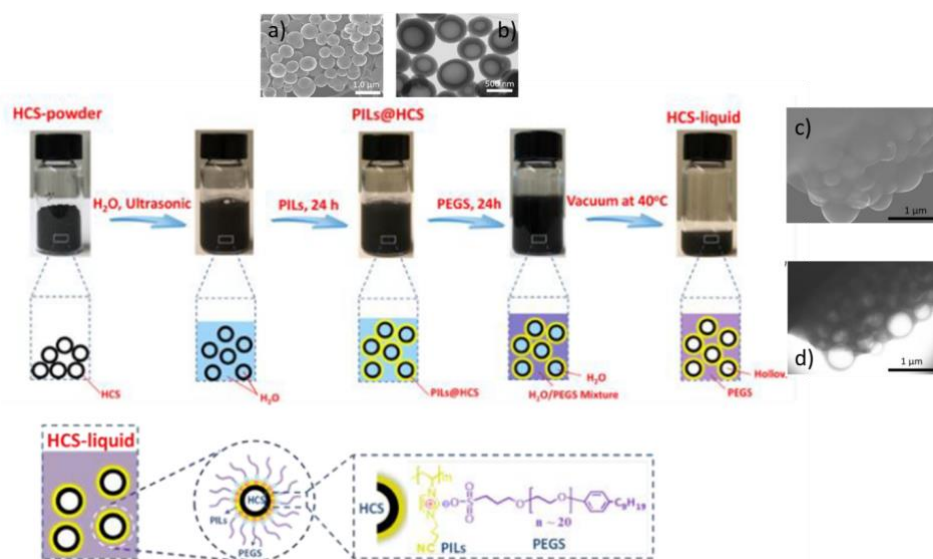 a)
b)
1.0 µm
500 nm
HCS-powder
PILs@HCS
HCS-liquid
c)
H₂O, Ultrasonic
PILs, 24 h
PEGS, 24h
Vacuum at 40°C
1 µm
d)
1 µm
HCS
H₂O
PILs@HCS
H₂O
H₂O/PEGS Mixture
Hollow
PEGS
HCS-liquid
HCS
PILs
PEGS
HCS
n
N
N
NC
PILs
⊕
⊖O
O
S
O
O
O
n ~ 20
C₉H₁₉
PEGS